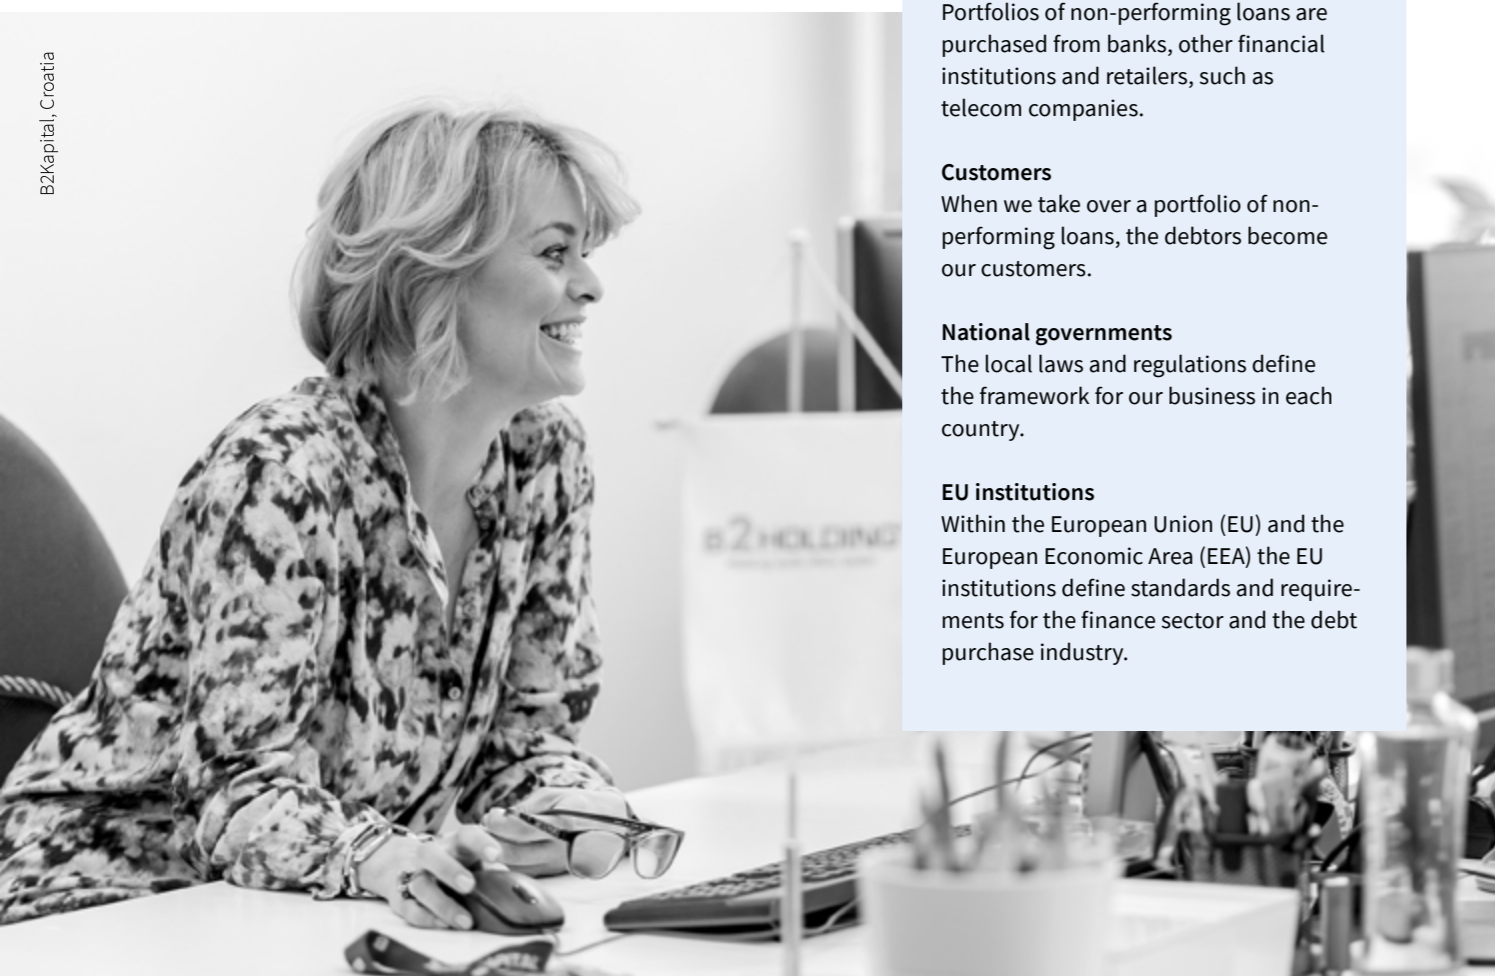 B2Kapital, Croatia
Portfolios of non-performing loans are
purchased from banks, other financial
institutions and retailers, such as
telecom companies.
Customers
When we take over a portfolio of non-
performing loans, the debtors become
our customers.
National governments
The local laws and regulations define
the framework for our business in each
country.
EU institutions
Within the European Union (EU) and the
European Economic Area (EEA) the EU
institutions define standards and require-
ments for the finance sector and the debt
purchase industry.
B2HOLDING